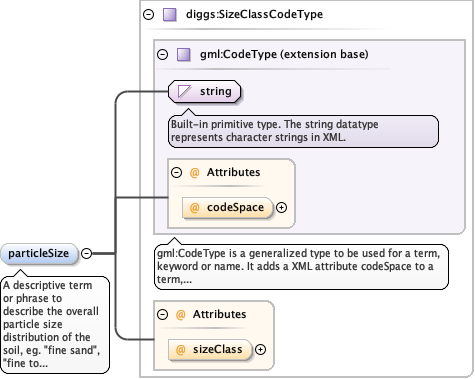 diggs:SizeClassCodeType
gml:CodeType (extension base)
string
Built-in primitive type. The string datatype
represents character strings in XML.
@ Attributes
@ codeSpace
gml:CodeType is a generalized type to be used for a term,
keyword or name. It adds a XML attribute codeSpace to a
term,...
particleSize
A descriptive term
or phrase to
describe the overall
particle size
distribution of the
soil, eg. "fine sand",
"fine to...
@ Attributes
@ sizeClass